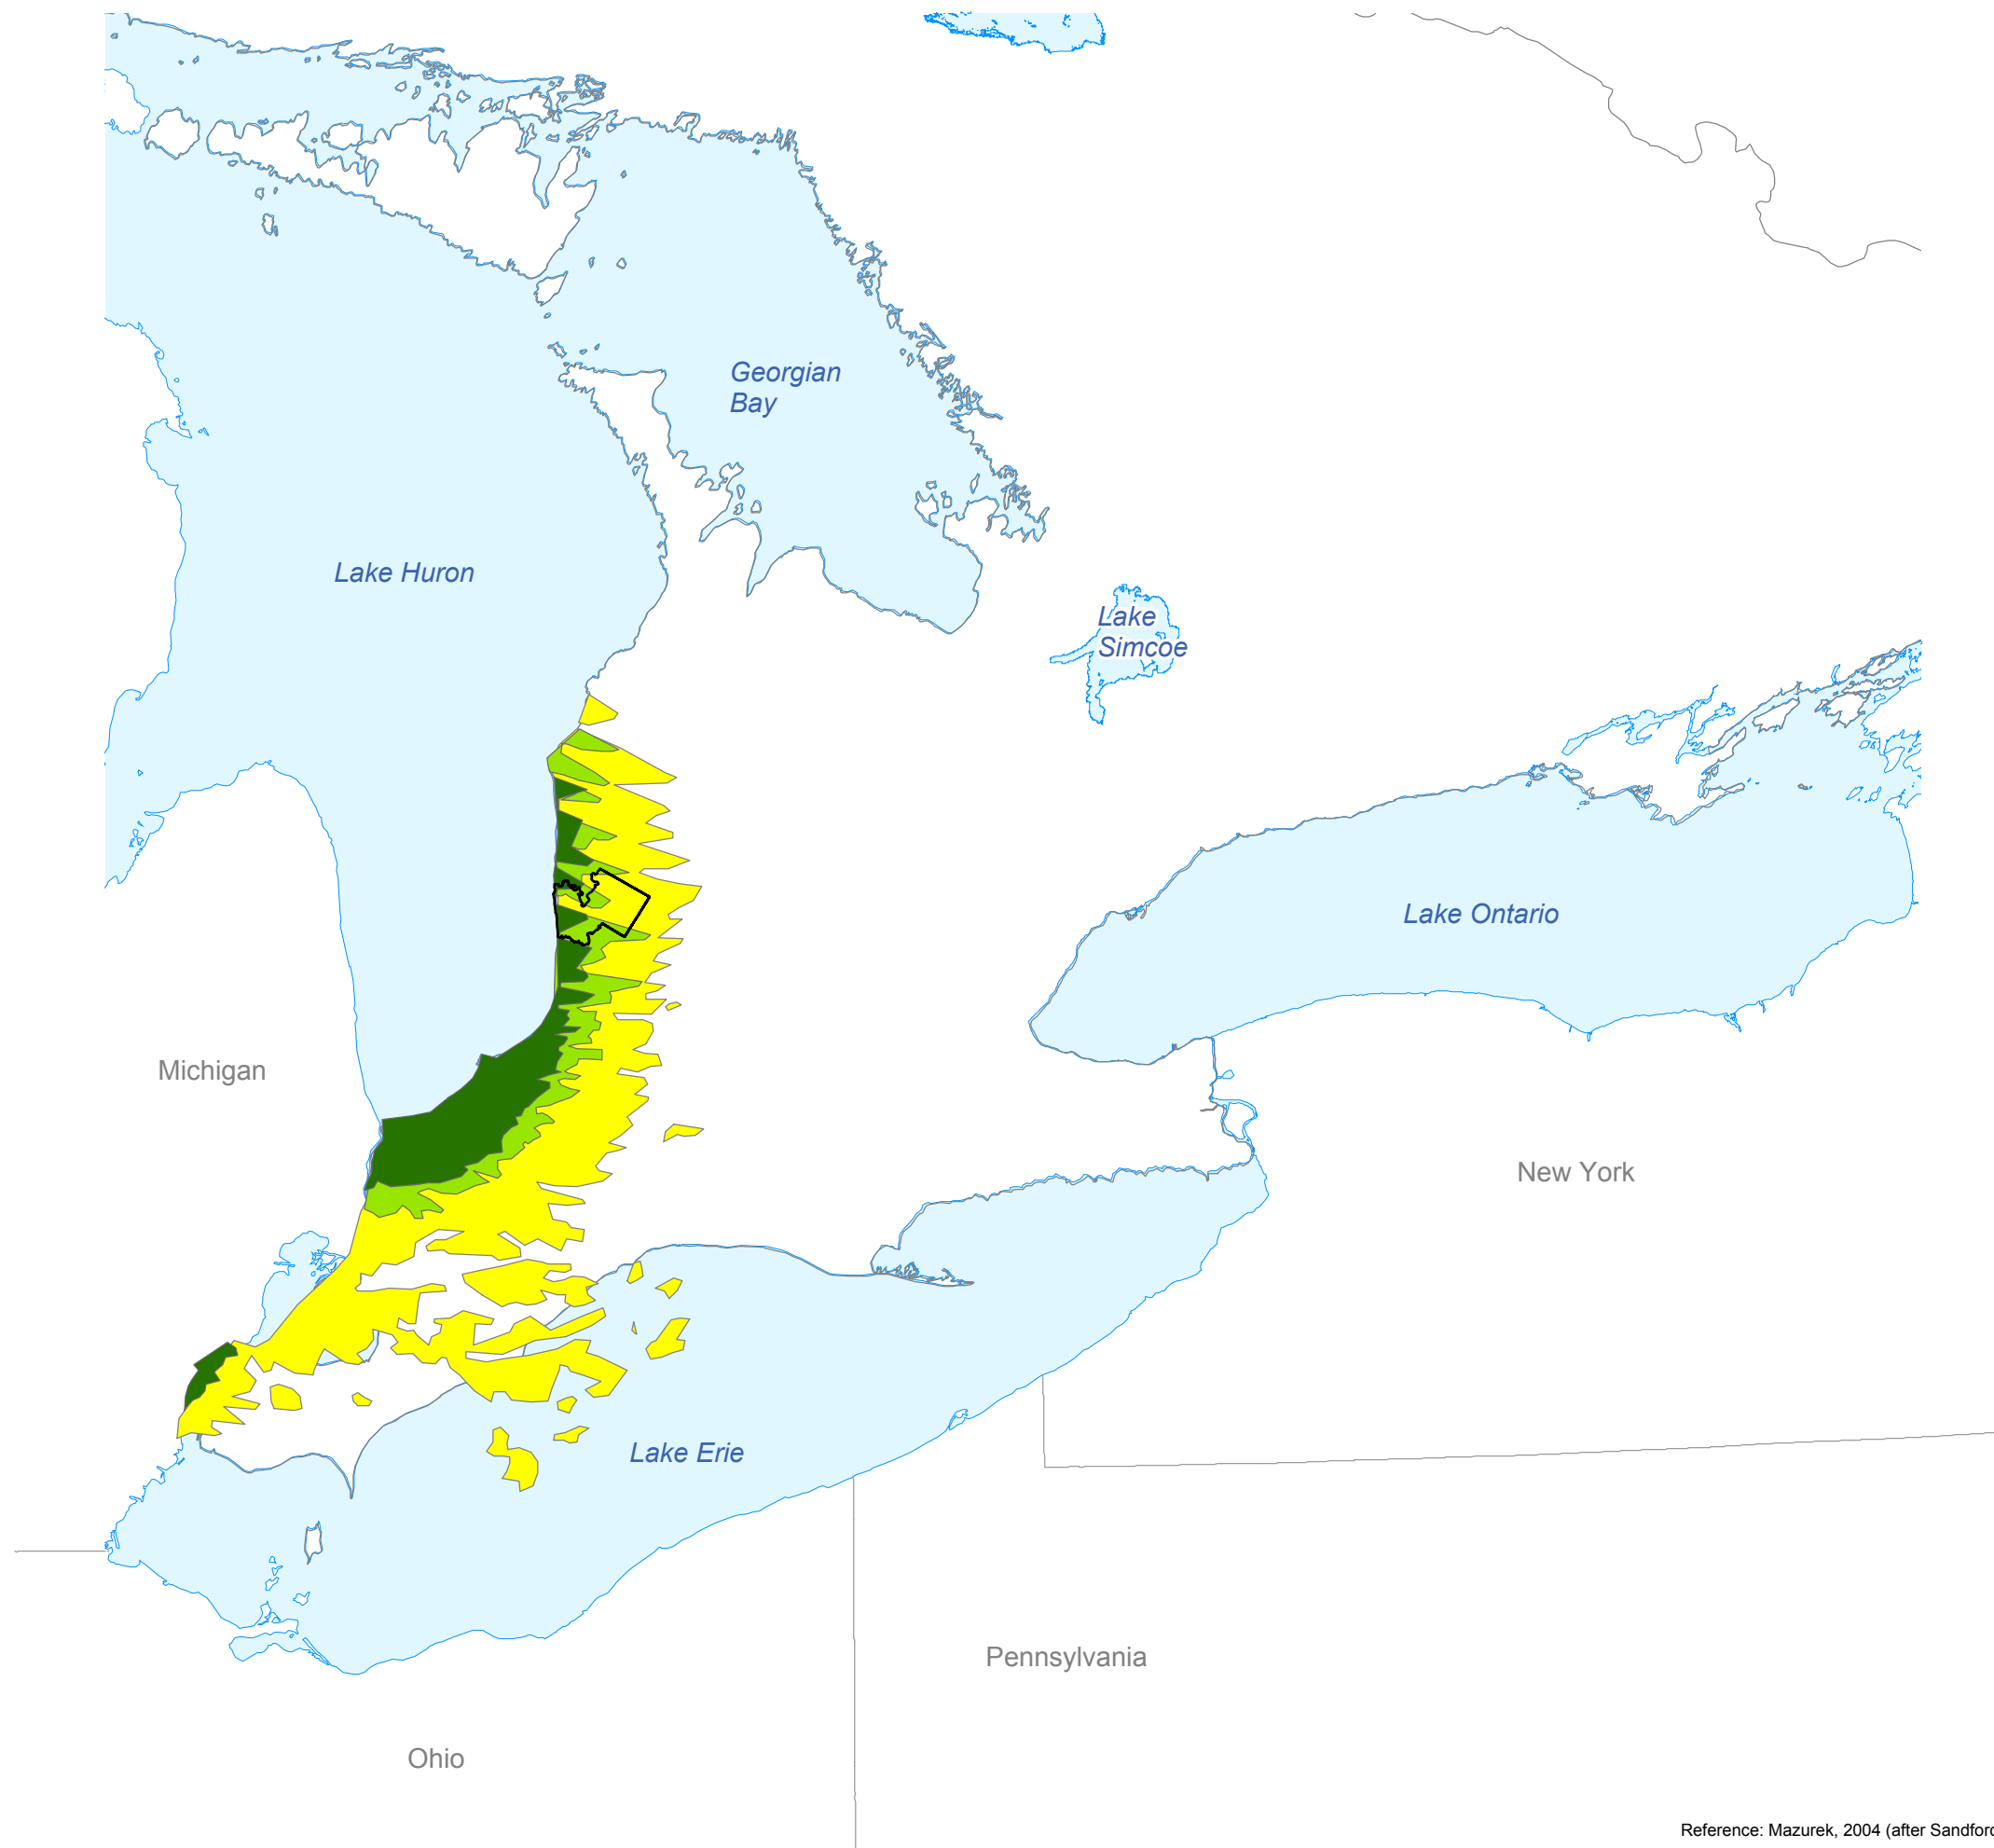 Georgian
Bay
Lake Huron
Lake
Simcoe
Lake Ontario
Michigan
New York
Lake Erie
Pennsylvania
Ohio
Reference: Mazurek, 2004 (after Sandford